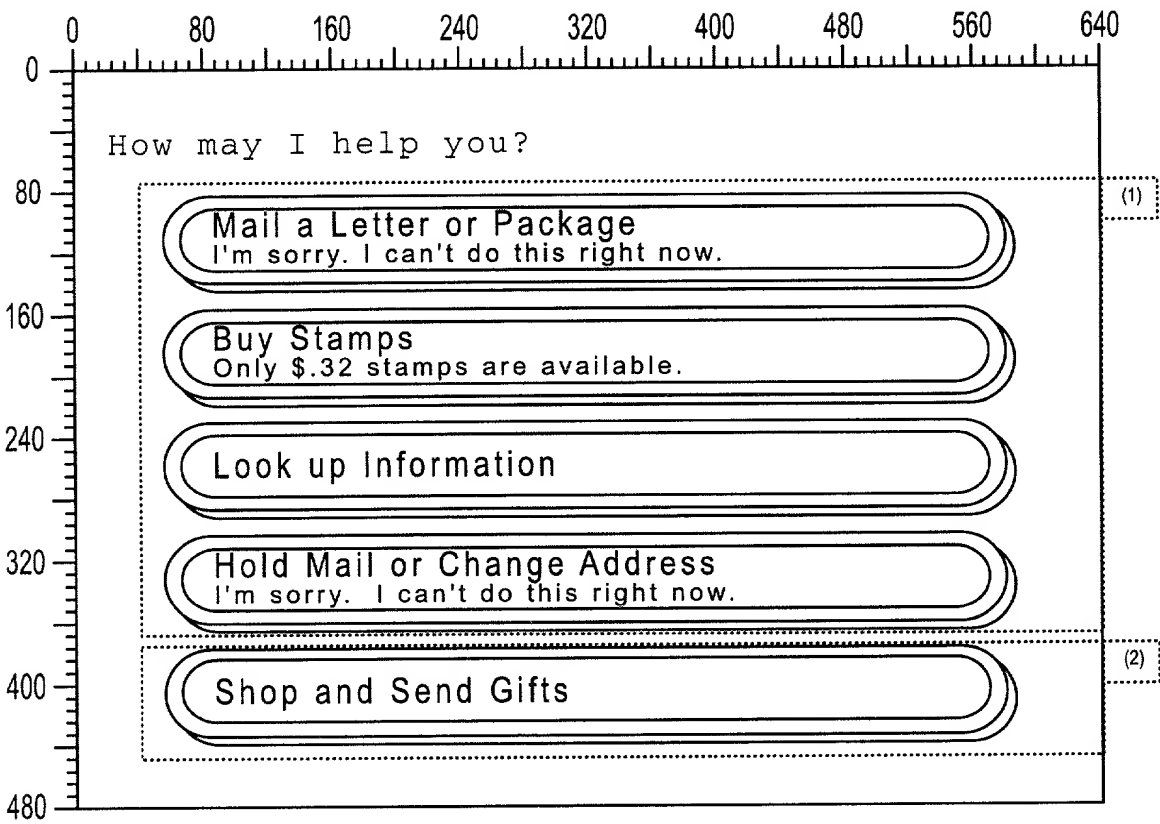 0 80 160 240 320 400 480 560 640
0
How may I help you?
80
(1)
Mail a Letter or Package
I'm sorry. I can't do this right now.
160
Buy Stamps
Only $.32 stamps are available.
240
Look up Information
320
Hold Mail or Change Address
I'm sorry.  I can't do this right now.
(2)
400
Shop and Send Gifts
480